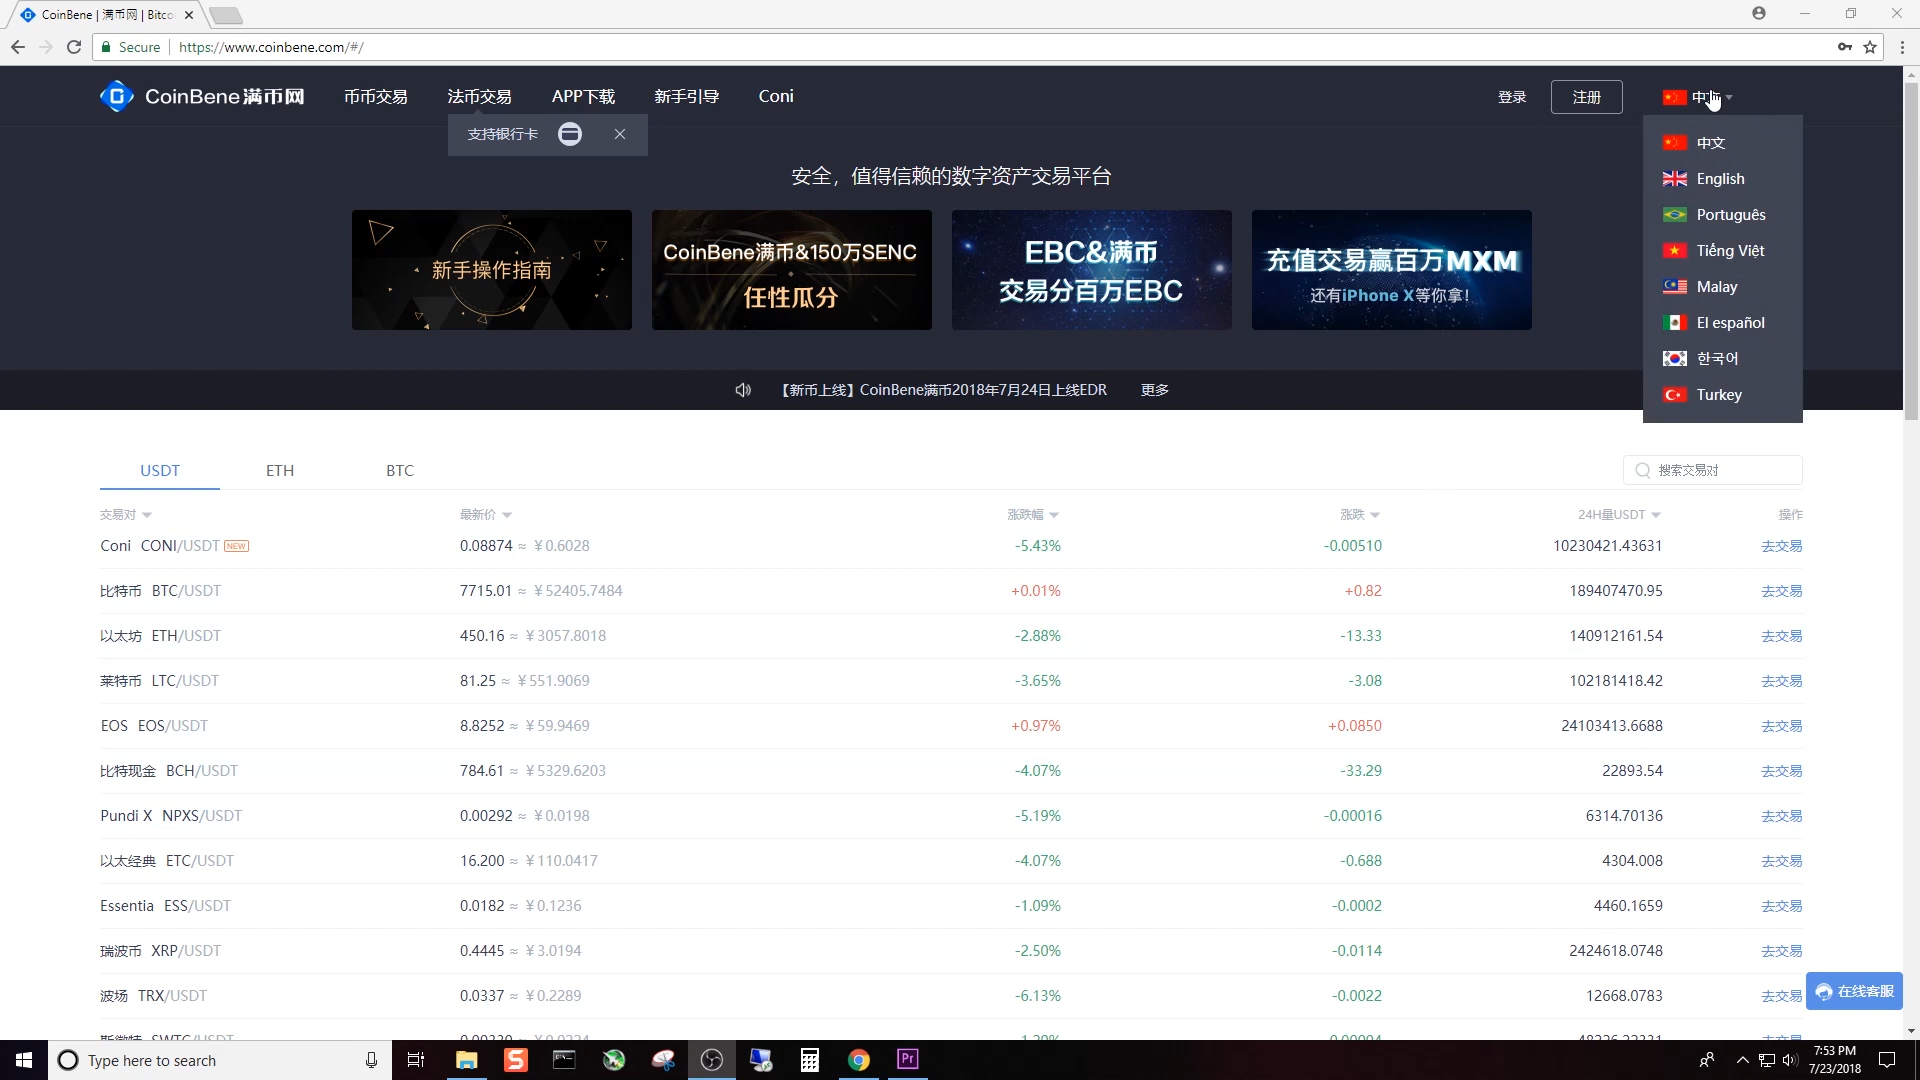 CoinBene | 满币网 | Bitco
Secure
https://www.coinbene.com/#/
CoinBene满币网
币币交易
法币交易
APP下载
新手引导
Coni
登录
注册
支持银行卡
中文
English
Português
Tiếng Việt
Malay
El español
한국어
Turkey
安全，值得信赖的数字资产交易平台
新手操作指南
CoinBene满币&150万SENC
任性瓜分
EBC&满币
交易分百万EBC
充值交易赢百万MXM
还有iPhone X等你拿！
【新币上线】CoinBene满币2018年7月24日上线EDR 更多
USDT ETH BTC
搜索交易对
交易对 最新价 涨跌幅 涨跌 24H量USDT 操作
Coni CONI/USDT NEW 0.08874 ≈ ￥0.6028 -5.43% -0.00510 10230421.43631 去交易
比特币 BTC/USDT 7715.01 ≈ ￥52405.7484 +0.01% +0.82 189407470.95 去交易
以太坊 ETH/USDT 450.16 ≈ ￥3057.8018 -2.88% -13.33 140912161.54 去交易
莱特币 LTC/USDT 81.25 ≈ ￥551.9069 -3.65% -3.08 102181418.42 去交易
EOS EOS/USDT 8.8252 ≈ ￥59.9469 +0.97% +0.0850 24103413.6688 去交易
比特现金 BCH/USDT 784.61 ≈ ￥5329.6203 -4.07% -33.29 22893.54 去交易
Pundi X NPXS/USDT 0.00292 ≈ ￥0.0198 -5.19% -0.00016 6314.70136 去交易
以太经典 ETC/USDT 16.200 ≈ ￥110.0417 -4.07% -0.688 4304.008 去交易
Essentia ESS/USDT 0.0182 ≈ ￥0.1236 -1.09% -0.0002 4460.1659 去交易
瑞波币 XRP/USDT 0.4445 ≈ ￥3.0194 -2.50% -0.0114 2424618.0748 去交易
波场 TRX/USDT 0.0337 ≈ ￥0.2289 -6.13% -0.0022 12668.0783 去交易
在线客服
Type here to search
Pr
7:53 PM
7/23/2018